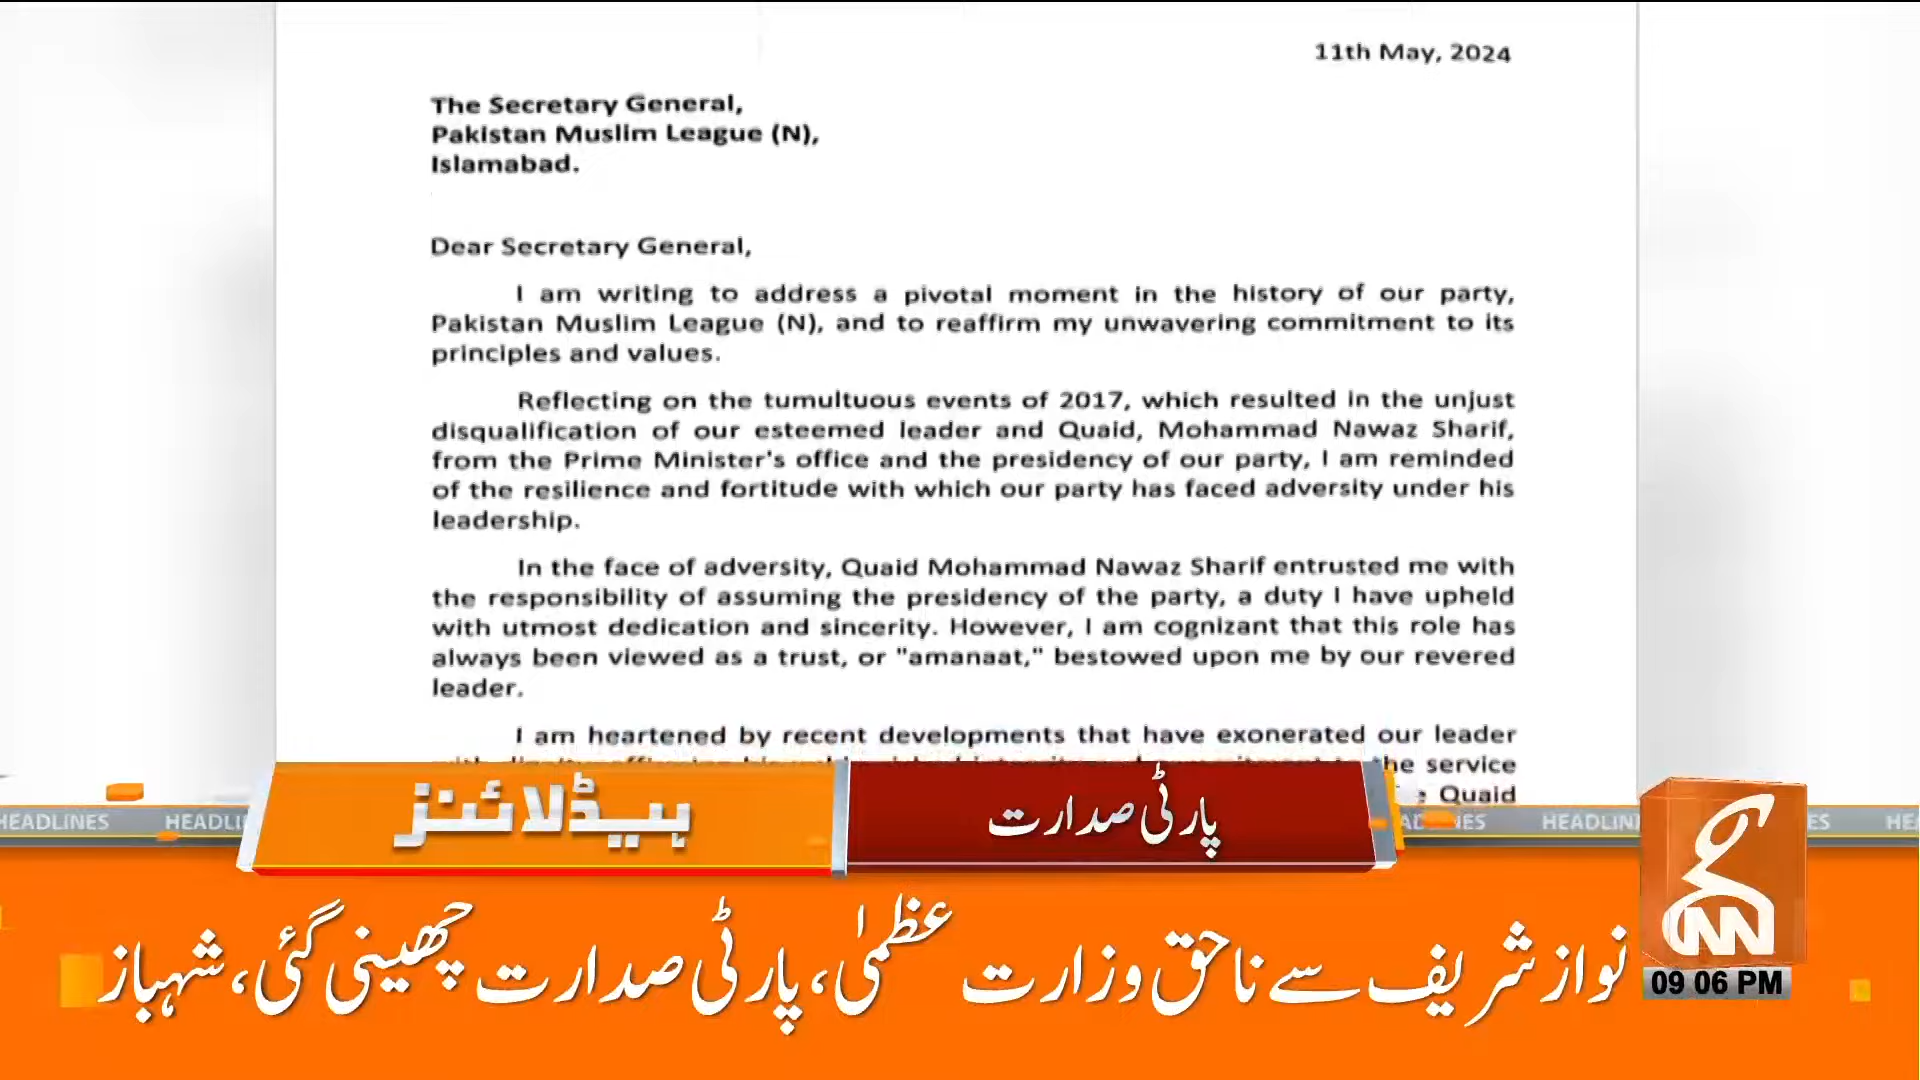 11th May, 2024
The Secretary General,
Pakistan Muslim League (N),
Islamabad.
Dear Secretary General,
I am writing to address a pivotal moment in the history of our party,
Pakistan Muslim League (N), and to reaffirm my unwavering commitment to its
principles and values.
Reflecting on the tumultuous events of 2017, which resulted in the unjust
disqualification of our esteemed leader and Quaid, Mohammad Nawaz Sharif,
from the Prime Minister's office and the presidency of our party, I am reminded
of the resilience and fortitude with which our party has faced adversity under his
leadership.
In the face of adversity, Quaid Mohammad Nawaz Sharif entrusted me with
the responsibility of assuming the presidency of the party, a duty I have upheld
with utmost dedication and sincerity. However, I am cognizant that this role has
always been viewed as a trust, or "amanaat," bestowed upon me by our revered
leader.
I am heartened by recent developments that have exonerated our leader
service
Quaid
HEADLINES
HEADLINES
ہیڈلائنز
پارٹی صدارت
نواز شریف سے ناحق وزارت عظمیٰ، پارٹی صدارت چھینی گئی، شہباز
GNN
09 06 PM